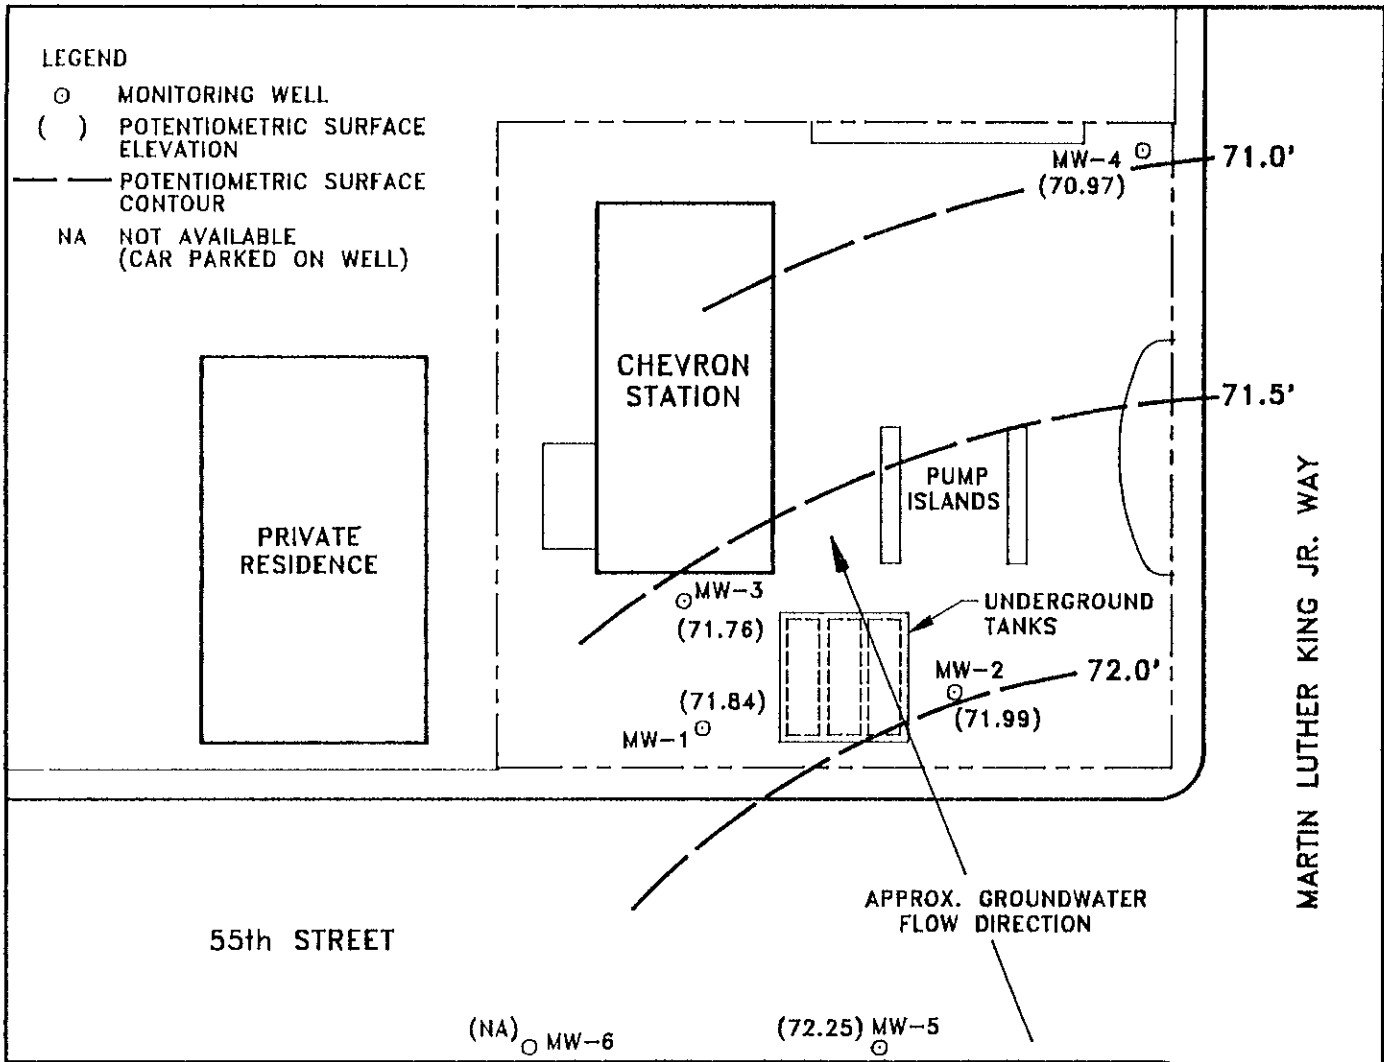 LEGEND
MONITORING WELL
( ) POTENTIOMETRIC SURFACE
ELEVATION
POTENTIOMETRIC SURFACE
CONTOUR
NA NOT AVAILABLE
(CAR PARKED ON WELL)
MW-4
(70.97)
71.0'
CHEVRON
STATION
71.5'
PUMP
ISLANDS
PRIVATE
RESIDENCE
MW-3
(71.76)
UNDERGROUND
TANKS
MW-2
(71.99)
72.0'
(71.84)
MW-1
MARTIN LUTHER KING JR. WAY
APPROX. GROUNDWATER
FLOW DIRECTION
55th STREET
(NA) MW-6
(72.25) MW-5